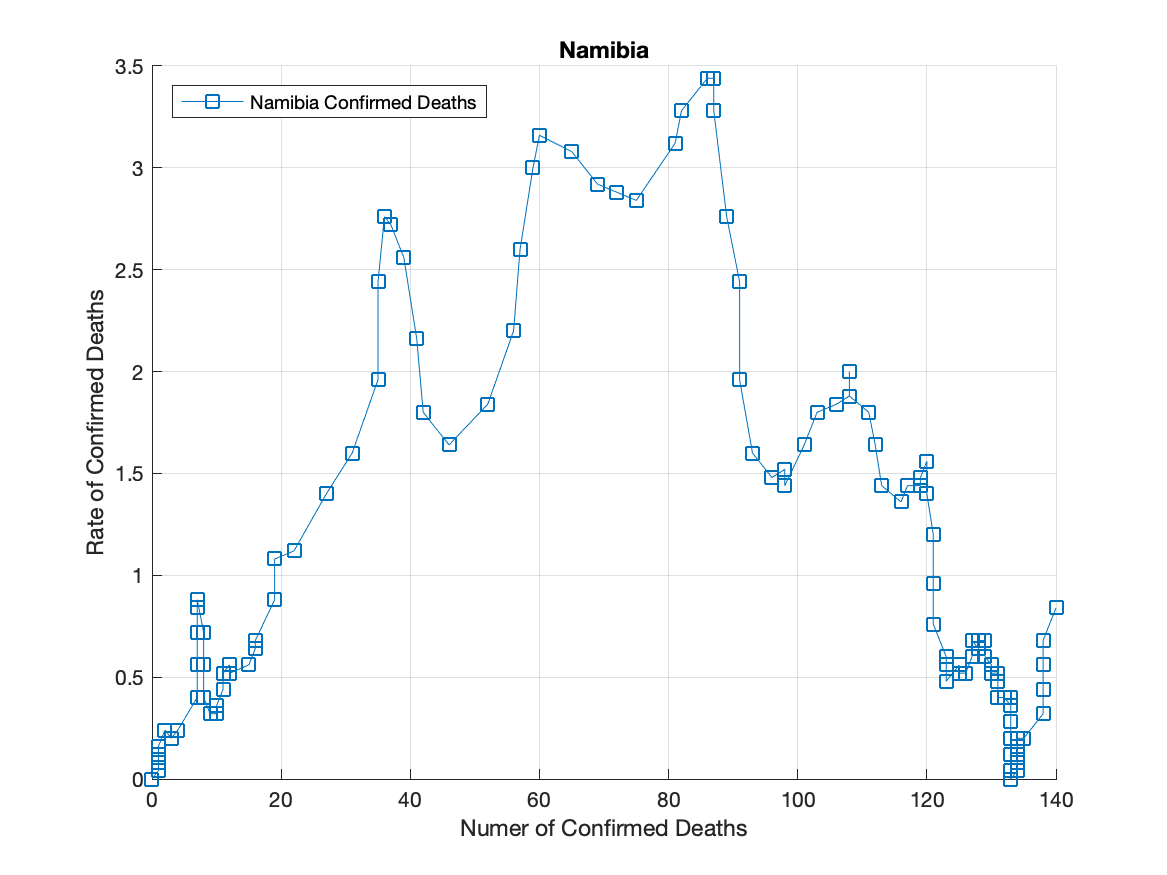 Namibia
Namibia Confirmed Deaths
3.5
3
2.5
2
1.5
1
0.5
0
Rate of Confirmed Deaths
0 20 40 60 80 100 120 140
Numer of Confirmed Deaths